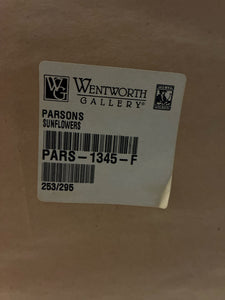 WG WENTWORTH
GALLERY®
PARSONS
SUNFLOWERS
PARS-1345-F
253/295